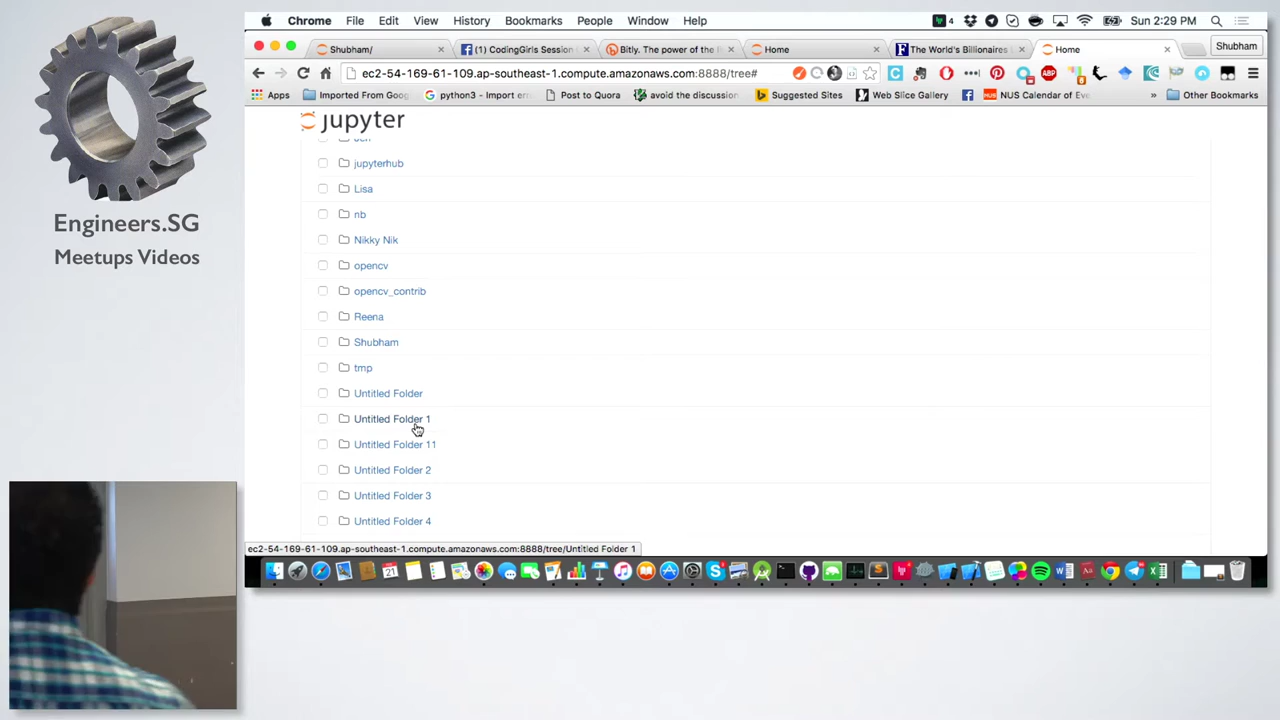 Chrome File Edit View History Bookmarks People Window Help
4
Sun 2:29 PM
Shubham/
(1) CodingGirls Session
Bitly. The power of the
Home
The World's Billionaires
Home
Shubham
ec2-54-169-61-109.ap-southeast-1.compute.amazonaws.com:8888/tree#
ABP
Apps
Imported From Goog
python3 - Import err
Post to Quora
avoid the discussion
Suggested Sites
Web Slice Gallery
NUS NUS Calendar of Eve
» Other Bookmarks
jupyter
jupyterhub
Lisa
nb
Nikky Nik
opencv
opencv_contrib
Reena
Shubham
tmp
Untitled Folder
Untitled Folder 1
Untitled Folder 11
Untitled Folder 2
Untitled Folder 3
Untitled Folder 4
ec2-54-169-61-109.ap-southeast-1.compute.amazonaws.com:8888/tree/Untitled Folder 1
21
Engineers.SG
Meetups Videos